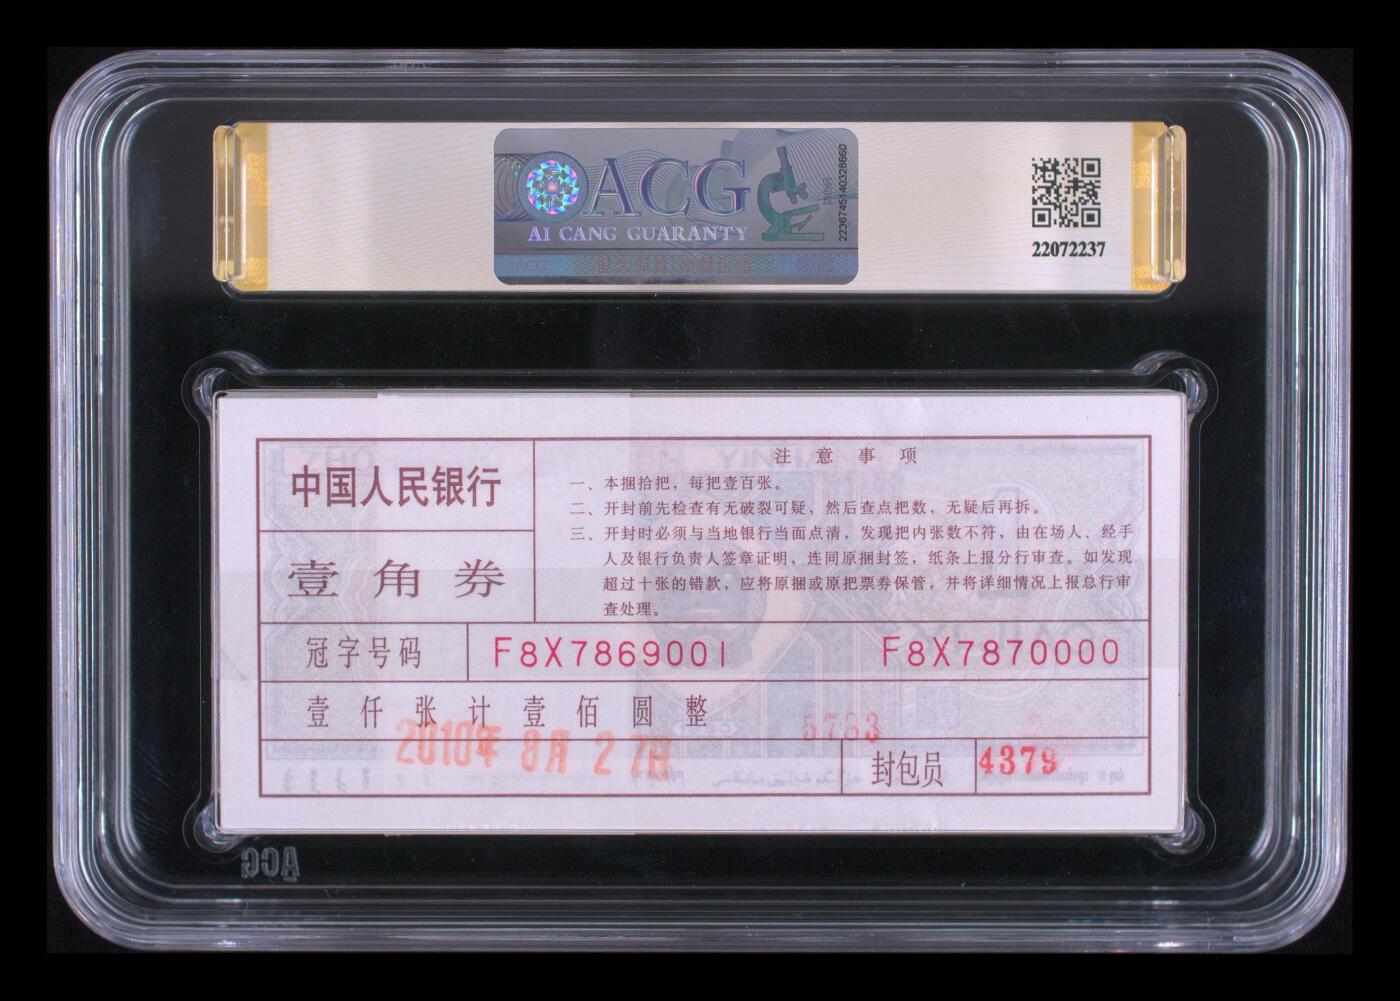 ACG
AI CANG GUARANTY
2236745140328660
22072237
中国人民银行
壹角券
注意事项
一、本捆拾把，每把壹百张。
二、开封前先检查有无破裂可疑，然后查点把数，无疑后再拆。
三、开封时必须与当地银行当面点清，发现把内张数不符，由在场人、经手
人及银行负责人签章证明，连同原捆封签，纸条上报分行审查。如发现
超过十张的错款，应将原捆或原把票券保管，并将详细情况上报总行审
查处理。
冠字号码 F8X7869001 F8X7870000
壹仟张计壹佰圆整
5783
2010年8月27日
封包员 4379
ACG